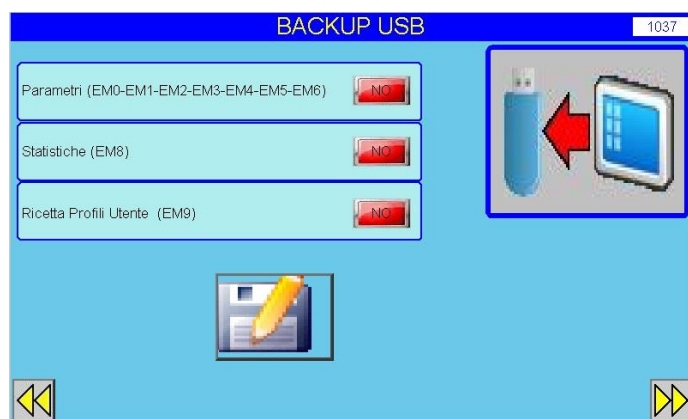 BACKUP USB
1037
Parametri (EM0-EM1-EM2-EM3-EM4-EM5-EM6)
NO
Statistiche (EM8)
NO
Ricetta Profili Utente (EM9)
NO